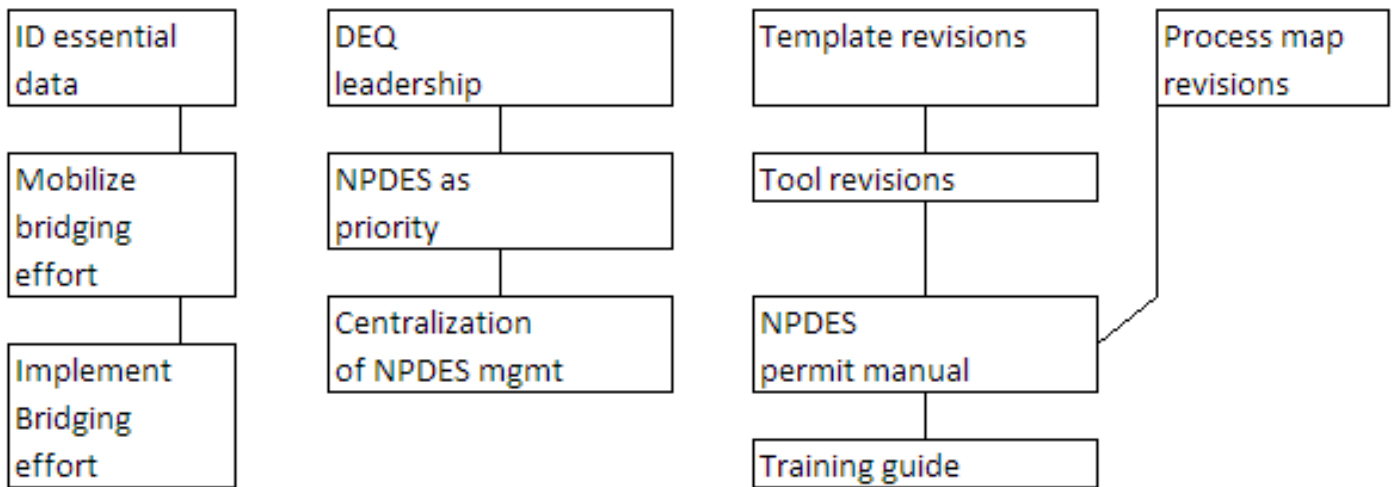 ID essential
data
Mobilize
bridging
effort
Implement
Bridging
effort
DEQ
leadership
NPDES as
priority
Centralization
of NPDES mgmt
Template revisions
Tool revisions
NPDES
permit manual
Training guide
Process map
revisions